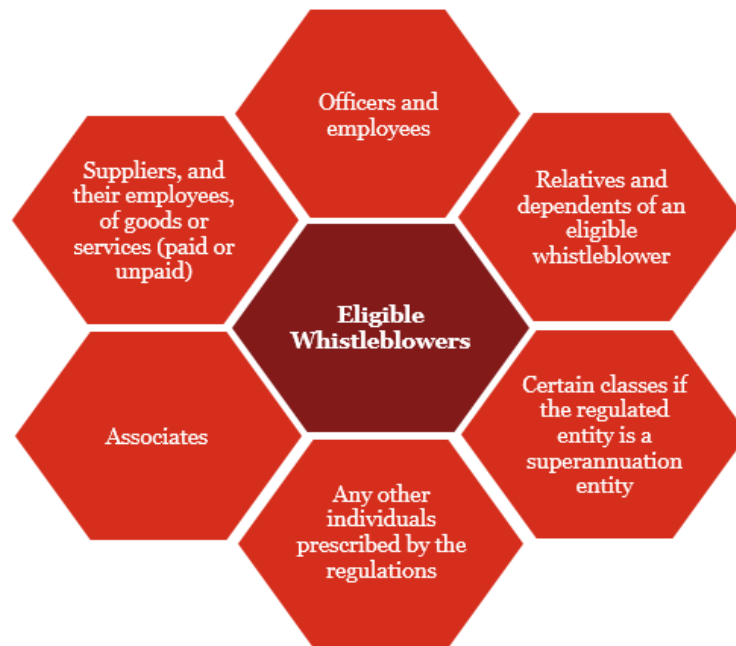 Officers and
employees
Suppliers, and
their employees,
of goods or
services (paid or
unpaid)
Relatives and
dependents of an
eligible
whistleblower
Eligible
Whistleblowers
Associates
Certain classes if
the regulated
entity is a
superannuation
entity
Any other
individuals
prescribed by the
regulations